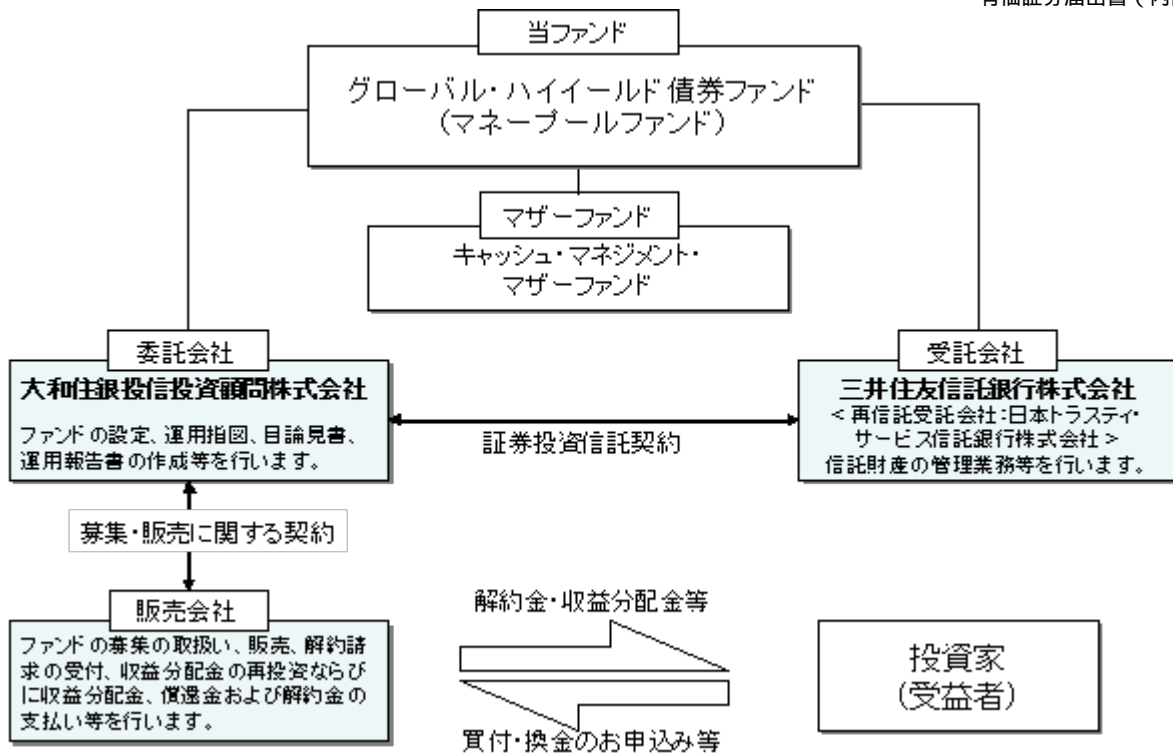 有価証券届出書（内
当ファンド
グローバル・ハイイールド債券ファンド
（マネープールファンド）
マザーファンド
キャッシュ・マネジメント・
マザーファンド
委託会社
大和住銀投信投資顧問株式会社
ファンドの設定、運用指図、目論見書、
運用報告書の作成等を行います。
証券投資信託契約
受託会社
三井住友信託銀行株式会社
＜再信託受託会社：日本トラスティ・
サービス信託銀行株式会社＞
信託財産の管理業務等を行います。
募集・販売に関する契約
販売会社
ファンドの募集の取扱い、販売、解約請
求の受付、収益分配金の再投資ならび
に収益分配金、償還金および解約金の
支払い等を行います。
解約金・収益分配金等
買付・換金のお申込み等
投資家
（受益者）